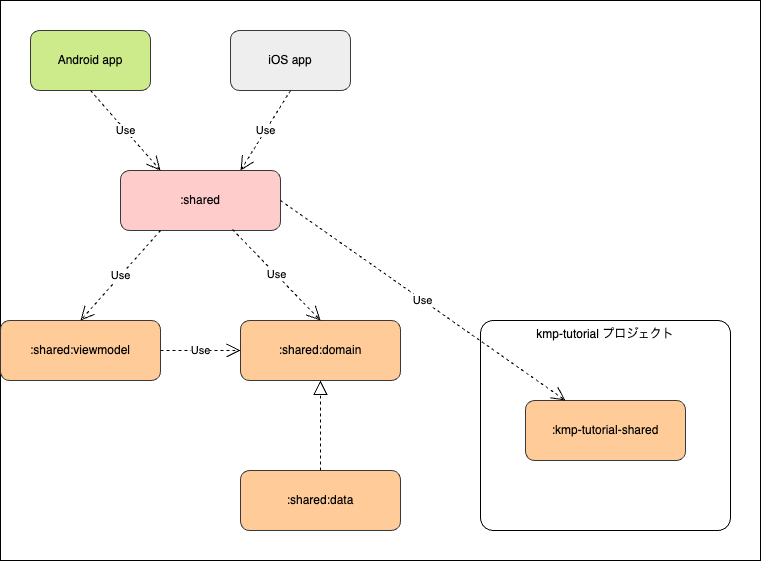 Android app
iOS app
Use
Use
:shared
Use
Use
Use
kmp-tutorial プロジェクト
:shared:viewmodel
Use
:shared:domain
:kmp-tutorial-shared
:shared:data